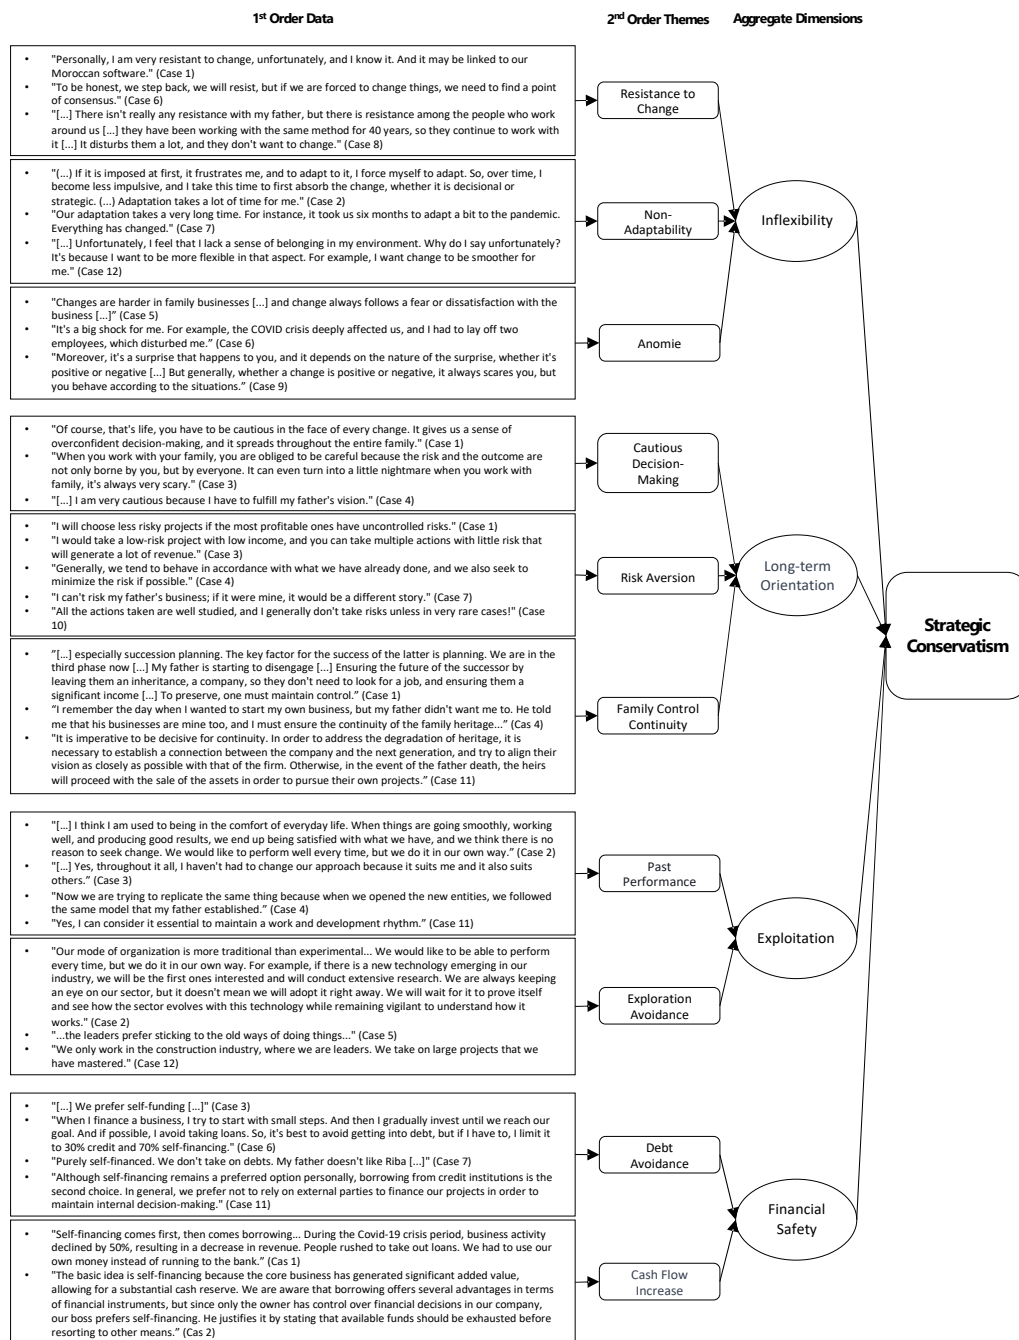 1st Order Data
2nd Order Themes
Aggregate Dimensions
• "Personally, I am very resistant to change, unfortunately, and I know it. And it may be linked to our
Moroccan software." (Case 1)
• "To be honest, we step back, we will resist, but if we are forced to change things, we need to find a point
of consensus." (Case 6)
• "[...] There isn't really any resistance with my father, but there is resistance among the people who work
around us [...] they have been working with the same method for 40 years, so they continue to work with
it [...] It disturbs them a lot, and they don't want to change." (Case 8)
Resistance to
Change
• "(...) If it is imposed at first, it frustrates me, and to adapt to it, I force myself to adapt. So, over time, I
become less impulsive, and I take this time to first absorb the change, whether it is decisional or
strategic. (...) Adaptation takes a lot of time for me." (Case 2)
• "Our adaptation takes a very long time. For instance, it took us six months to adapt a bit to the pandemic.
Everything has changed." (Case 7)
• "[...] Unfortunately, I feel that I lack a sense of belonging in my environment. Why do I say unfortunately?
It's because I want to be more flexible in that aspect. For example, I want change to be smoother for
me." (Case 12)
Non-
Adaptability
Inflexibility
• "Changes are harder in family businesses [...] and change always follows a fear or dissatisfaction with the
business [...]” (Case 5)
• "It's a big shock for me. For example, the COVID crisis deeply affected us, and I had to lay off two
employees, which disturbed me.” (Case 6)
• "Moreover, it's a surprise that happens to you, and it depends on the nature of the surprise, whether it's
positive or negative [...] But generally, whether a change is positive or negative, it always scares you, but
you behave according to the situations.” (Case 9)
Anomie
• "Of course, that's life, you have to be cautious in the face of every change. It gives us a sense of
overconfident decision-making, and it spreads throughout the entire family." (Case 1)
• "When you work with your family, you are obliged to be careful because the risk and the outcome are
not only borne by you, but by everyone. It can even turn into a little nightmare when you work with
family, it's always very scary." (Case 3)
• "[...] I am very cautious because I have to fulfill my father's vision." (Case 4)
Cautious
Decision-
Making
• "I will choose less risky projects if the most profitable ones have uncontrolled risks." (Case 1)
• "I would take a low-risk project with low income, and you can take multiple actions with little risk that
will generate a lot of revenue." (Case 3)
• "Generally, we tend to behave in accordance with what we have already done, and we also seek to
minimize the risk if possible." (Case 4)
• "I can't risk my father's business; if it were mine, it would be a different story." (Case 7)
• "All the actions taken are well studied, and I generally don't take risks unless in very rare cases!" (Case
10)
Risk Aversion
Long-term
Orientation
Strategic
Conservatism
• ”[...] especially succession planning. The key factor for the success of the latter is planning. We are in the
third phase now [...] My father is starting to disengage [...] Ensuring the future of the successor by
leaving them an inheritance, a company, so they don't need to look for a job, and ensuring them a
significant income [...] To preserve, one must maintain control.” (Case 1)
• “I remember the day when I wanted to start my own business, but my father didn't want me to. He told
me that his businesses are mine too, and I must ensure the continuity of the family heritage...” (Cas 4)
• "It is imperative to be decisive for continuity. In order to address the degradation of heritage, it is
necessary to establish a connection between the company and the next generation, and try to align their
vision as closely as possible with that of the firm. Otherwise, in the event of the father death, the heirs
will proceed with the sale of the assets in order to pursue their own projects.” (Case 11)
Family Control
Continuity
• "[...] I think I am used to being in the comfort of everyday life. When things are going smoothly, working
well, and producing good results, we end up being satisfied with what we have, and we think there is no
reason to seek change. We would like to perform well every time, but we do it in our own way.” (Case 2)
• "[...] Yes, throughout it all, I haven't had to change our approach because it suits me and it also suits
others.” (Case 3)
• "Now we are trying to replicate the same thing because when we opened the new entities, we followed
the same model that my father established.” (Case 4)
• "Yes, I can consider it essential to maintain a work and development rhythm.” (Case 11)
Past
Performance
• "Our mode of organization is more traditional than experimental... We would like to be able to perform
every time, but we do it in our own way. For example, if there is a new technology emerging in our
industry, we will be the first ones interested and will conduct extensive research. We are always keeping
an eye on our sector, but it doesn't mean we will adopt it right away. We will wait for it to prove itself
and see how the sector evolves with this technology while remaining vigilant to understand how it
works." (Case 2)
• "...the leaders prefer sticking to the old ways of doing things..." (Case 5)
• "We only work in the construction industry, where we are leaders. We take on large projects that we
have mastered." (Case 12)
Exploration
Avoidance
Exploitation
• "[...] We prefer self-funding [...]" (Case 3)
• "When I finance a business, I try to start with small steps. And then I gradually invest until we reach our
goal. And if possible, I avoid taking loans. So, it's best to avoid getting into debt, but if I have to, I limit it
to 30% credit and 70% self-financing." (Case 6)
• "Purely self-financed. We don't take on debts. My father doesn't like Riba [...]" (Case 7)
• "Although self-financing remains a preferred option personally, borrowing from credit institutions is the
second choice. In general, we prefer not to rely on external parties to finance our projects in order to
maintain internal decision-making." (Case 11)
Debt
Avoidance
• "Self-financing comes first, then comes borrowing... During the Covid-19 crisis period, business activity
declined by 50%, resulting in a decrease in revenue. People rushed to take out loans. We had to use our
own money instead of running to the bank.” (Cas 1)
• "The basic idea is self-financing because the core business has generated significant added value,
allowing for a substantial cash reserve. We are aware that borrowing offers several advantages in terms
of financial instruments, but since only the owner has control over financial decisions in our company,
our boss prefers self-financing. He justifies it by stating that available funds should be exhausted before
resorting to other means.” (Cas 2)
Cash Flow
Increase
Financial
Safety